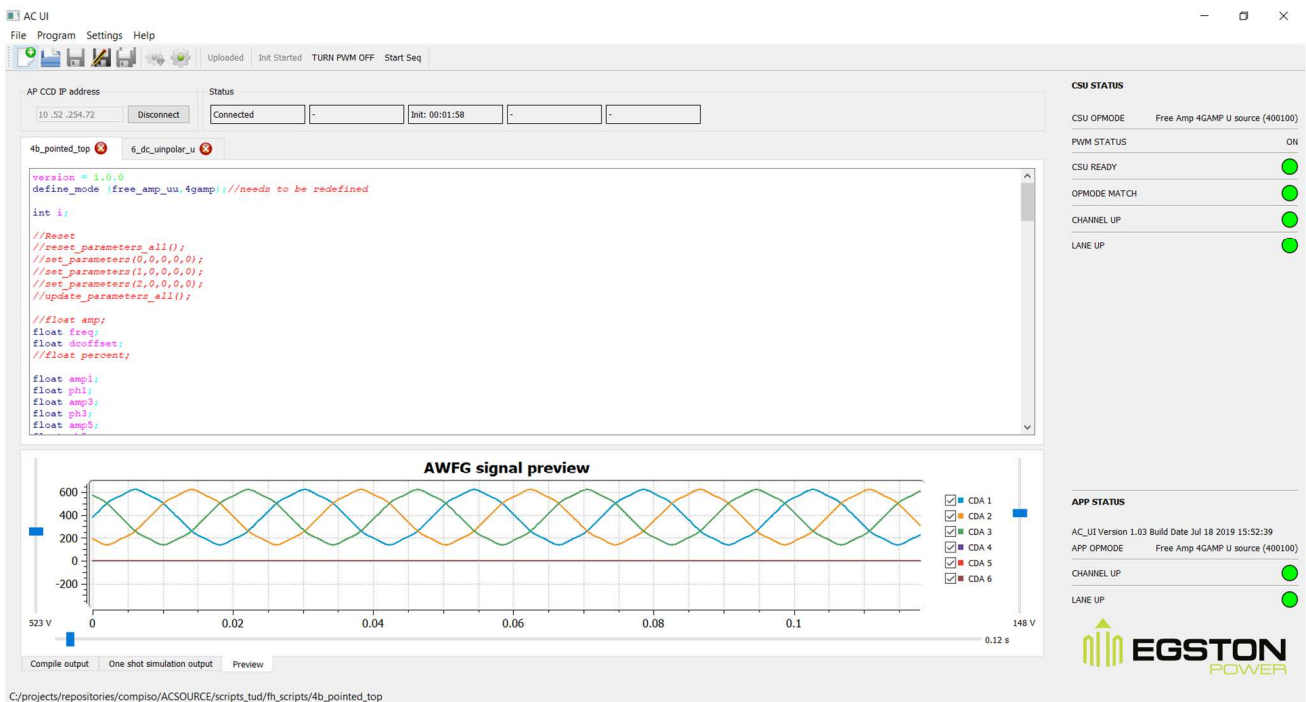 AC UI
File Program Settings Help
Uploaded Init Started TURN PWM OFF Start Seq
AP CCD IP address
10 .52 .254.72 Disconnect
Status
Connected - Init: 00:01:58 - -
4b_pointed_top 6_dc_uinpolar_u
version = 1.0.0
define_mode (free_amp_uu,4gamp);//needs to be redefined
int i;
//Reset
//reset_parameters_all();
//set_parameters(0,0,0,0,0);
//set_parameters(1,0,0,0,0);
//set_parameters(2,0,0,0,0);
//update_parameters_all();
//float amp;
float freq;
float dcoffset;
//float percent;
float amp1;
float ph1;
float amp3;
float ph3;
float amp5;
AWFG signal preview
600
400
200
0
-200
0 0.02 0.04 0.06 0.08 0.1
523 V
148 V
0.12 s
CDA 1
CDA 2
CDA 3
CDA 4
CDA 5
CDA 6
Compile output One shot simulation output Preview
C:/projects/repositories/compiso/ACSOURCE/scripts_tud/fh_scripts/4b_pointed_top
CSU STATUS
CSU OPMODE Free Amp 4GAMP U source (400100)
PWM STATUS ON
CSU READY
OPMODE MATCH
CHANNEL UP
LANE UP
APP STATUS
AC_UI Version 1.03 Build Date Jul 18 2019 15:52:39
APP OPMODE Free Amp 4GAMP U source (400100)
CHANNEL UP
LANE UP
EGSTON
POWER